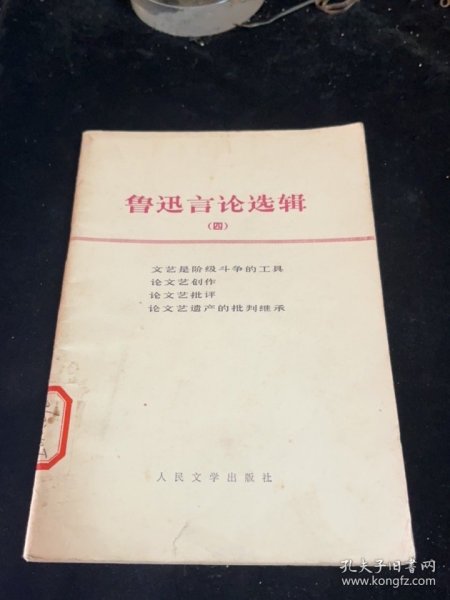 鲁迅言论选辑
(四)
文艺是阶级斗争的工具
论文艺创作
论文艺批评
论文艺遗产的批判继承
人民文学出版社
孔夫子旧书网
www.kongfz.com